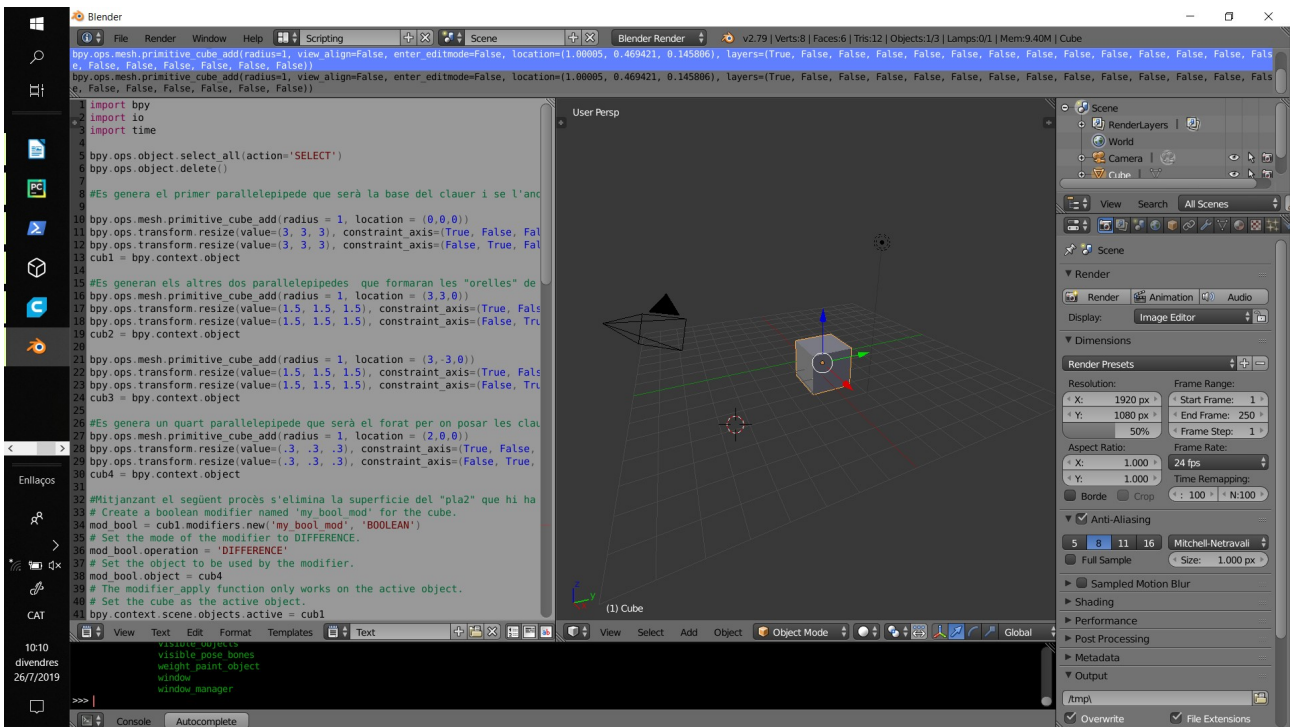 Blender
File Render Window Help Scripting Scene Blender Render v2.79 | Verts:8 | Faces:6 | Tris:12 | Objects:1/3 | Lamps:0/1 | Mem:9.40M | Cube
bpy.ops.mesh.primitive_cube_add(radius=1, view_align=False, enter_editmode=False, location=(1.00005, 0.469421, 0.145806), layers=(True, False, False, False, False, False, False, False, False, False, False, False, False, Fals
e, False, False, False, False, False, False))
bpy.ops.mesh.primitive_cube_add(radius=1, view_align=False, enter_editmode=False, location=(1.00005, 0.469421, 0.145806), layers=(True, False, False, False, False, False, False, False, False, False, False, False, False, Fals
e, False, False, False, False, False, False))
1 import bpy
2 import io
3 import time
4
5 bpy.ops.object.select_all(action='SELECT')
6 bpy.ops.object.delete()
7
8 #Es genera el primer parallelepipede que serà la base del clauer i se l'anc
9
10 bpy.ops.mesh.primitive_cube_add(radius = 1, location = (0,0,0))
11 bpy.ops.transform.resize(value=(3, 3, 3), constraint_axis=(True, False, Fal
12 bpy.ops.transform.resize(value=(3, 3, 3), constraint_axis=(False, True, Fal
13 cub1 = bpy.context.object
14
15 #Es generan els altres dos parallelepipedes  que formaran les "orelles" de
16 bpy.ops.mesh.primitive_cube_add(radius = 1, location = (3,3,0))
17 bpy.ops.transform.resize(value=(1.5, 1.5, 1.5), constraint_axis=(True, Fals
18 bpy.ops.transform.resize(value=(1.5, 1.5, 1.5), constraint_axis=(False, Tru
19 cub2 = bpy.context.object
20
21 bpy.ops.mesh.primitive_cube_add(radius = 1, location = (3,-3,0))
22 bpy.ops.transform.resize(value=(1.5, 1.5, 1.5), constraint_axis=(True, Fals
23 bpy.ops.transform.resize(value=(1.5, 1.5, 1.5), constraint_axis=(False, Tru
24 cub3 = bpy.context.object
25
26 #Es genera un quart parallelepipede que serà el forat per on posar les clau
27 bpy.ops.mesh.primitive_cube_add(radius = 1, location = (2,0,0))
28 bpy.ops.transform.resize(value=(.3, .3, .3), constraint_axis=(True, False,
29 bpy.ops.transform.resize(value=(.3, .3, .3), constraint_axis=(False, True,
30 cub4 = bpy.context.object
31
32 #Mitjanzant el següent procès s'elimina la superficie del "pla2" que hi ha
33 # Create a boolean modifier named 'my_bool_mod' for the cube.
34 mod_bool = cub1.modifiers.new('my_bool_mod', 'BOOLEAN')
35 # Set the mode of the modifier to DIFFERENCE.
36 mod_bool.operation = 'DIFFERENCE'
37 # Set the object to be used by the modifier.
38 mod_bool.object = cub4
39 # The modifier_apply function only works on the active object.
40 # Set the cube as the active object.
41 bpy.context.scene.objects.active = cub1
View Text Edit Format Templates Text
visible_objects
visible_pose_bones
weight_paint_object
window
window_manager
>>>
Console Autocomplete
User Persp
z
y
(1) Cube
View Select Add Object Object Mode Global
Scene
RenderLayers |
World
Camera |
Cube |
View Search All Scenes
Scene
Render
Render Animation Audio
Display: Image Editor
Dimensions
Render Presets
Resolution: Frame Range:
X: 1920 px Start Frame: 1
Y: 1080 px End Frame: 250
50% Frame Step: 1
Aspect Ratio: Frame Rate:
X: 1.000 24 fps
Y: 1.000 Time Remapping:
Borde Crop : 100 N:100
Anti-Aliasing
5 8 11 16 Mitchell-Netravali
Full Sample Size: 1.000 px
Sampled Motion Blur
Shading
Performance
Post Processing
Metadata
Output
/tmp\
Overwrite File Extensions
PC
Enllaços
CAT
10:10
divendres
26/7/2019